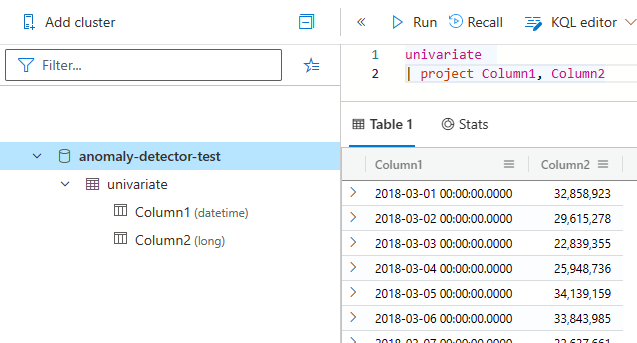 Add cluster
Filter...
anomaly-detector-test
univariate
Column1 (datetime)
Column2 (long)
Run Recall KQL editor
1 univariate
2 | project Column1, Column2
Table 1 Stats
Column1 Column2
2018-03-01 00:00:00.0000 32,858,923
2018-03-02 00:00:00.0000 29,615,278
2018-03-03 00:00:00.0000 22,839,355
2018-03-04 00:00:00.0000 25,948,736
2018-03-05 00:00:00.0000 34,139,159
2018-03-06 00:00:00.0000 33,843,985